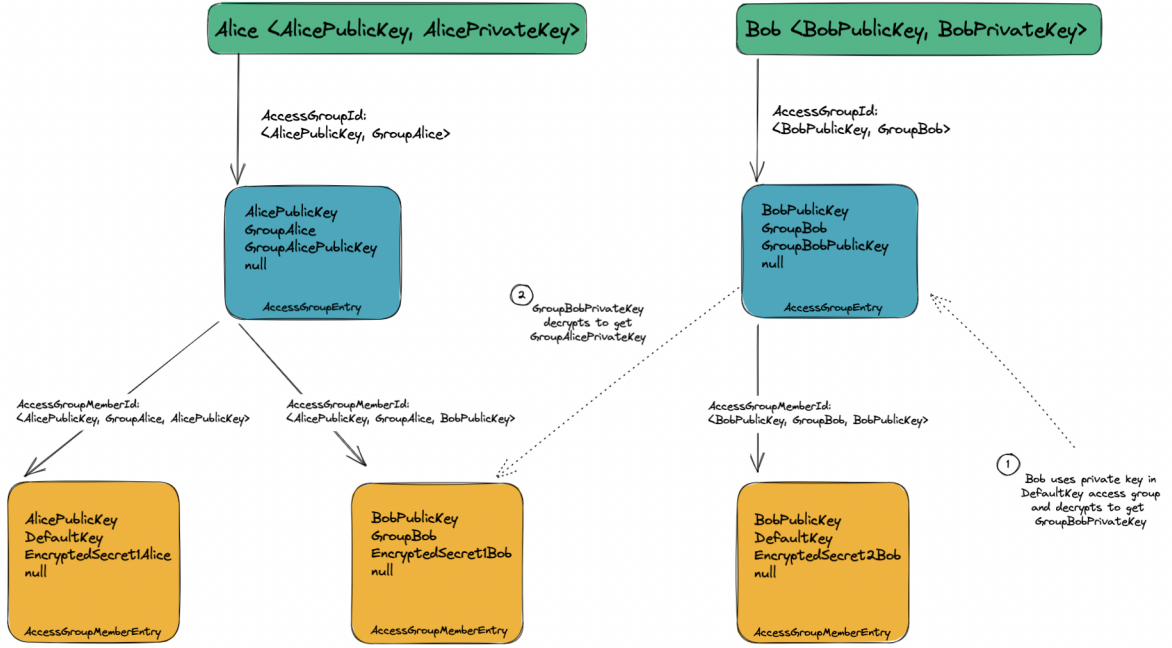 Alice <AlicePublicKey, AlicePrivateKey>
Bob <BobPublicKey, BobPrivateKey>
AccessGroupId:
<AlicePublicKey, GroupAlice>
AccessGroupId:
<BobPublicKey, GroupBob>
AlicePublicKey
GroupAlice
GroupAlicePublicKey
null
AccessGroupEntry
BobPublicKey
GroupBob
GroupBobPublicKey
null
AccessGroupEntry
2
GroupBobPrivateKey
decrypts to get
GroupAlicePrivateKey
AccessGroupMemberId:
<AlicePublicKey, GroupAlice, AlicePublicKey>
AccessGroupMemberId:
<AlicePublicKey, GroupAlice, BobPublicKey>
AccessGroupMemberId:
<BobPublicKey, GroupBob, BobPublicKey>
1
Bob uses private key in
DefaultKey access group
and decrypts to get
GroupBobPrivateKey
AlicePublicKey
DefaultKey
EncryptedSecret1Alice
null
AccessGroupMemberEntry
BobPublicKey
GroupBob
EncryptedSecret1Bob
null
AccessGroupMemberEntry
BobPublicKey
DefaultKey
EncryptedSecret2Bob
null
AccessGroupMemberEntry